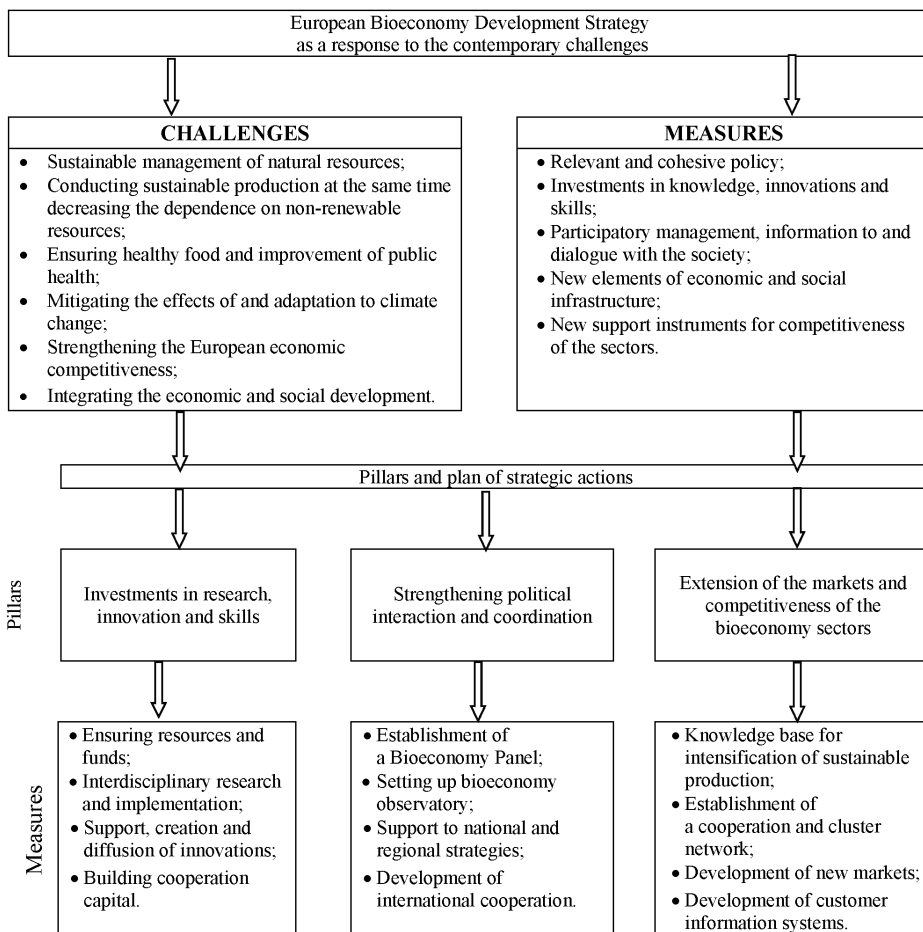 European Bioeconomy Development Strategy
as a response to the contemporary challenges
CHALLENGES
• Sustainable management of natural resources;
• Conducting sustainable production at the same time
decreasing the dependence on non-renewable
resources;
• Ensuring healthy food and improvement of public
health;
• Mitigating the effects of and adaptation to climate
change;
• Strengthening the European economic
competitiveness;
• Integrating the economic and social development.
MEASURES
• Relevant and cohesive policy;
• Investments in knowledge, innovations and
skills;
• Participatory management, information to and
dialogue with the society;
• New elements of economic and social
infrastructure;
• New support instruments for competitiveness
of the sectors.
Pillars and plan of strategic actions
Pillars
Investments in research,
innovation and skills
Strengthening political
interaction and coordination
Extension of the markets and
competitiveness of the
bioeconomy sectors
Measures
• Ensuring resources and
funds;
• Interdisciplinary research
and implementation;
• Support, creation and
diffusion of innovations;
• Building cooperation
capital.
• Establishment of
a Bioeconomy Panel;
• Setting up bioeconomy
observatory;
• Support to national and
regional strategies;
• Development of
international cooperation.
• Knowledge base for
intensification of sustainable
production;
• Establishment of
a cooperation and cluster
network;
• Development of new markets;
• Development of customer
information systems.